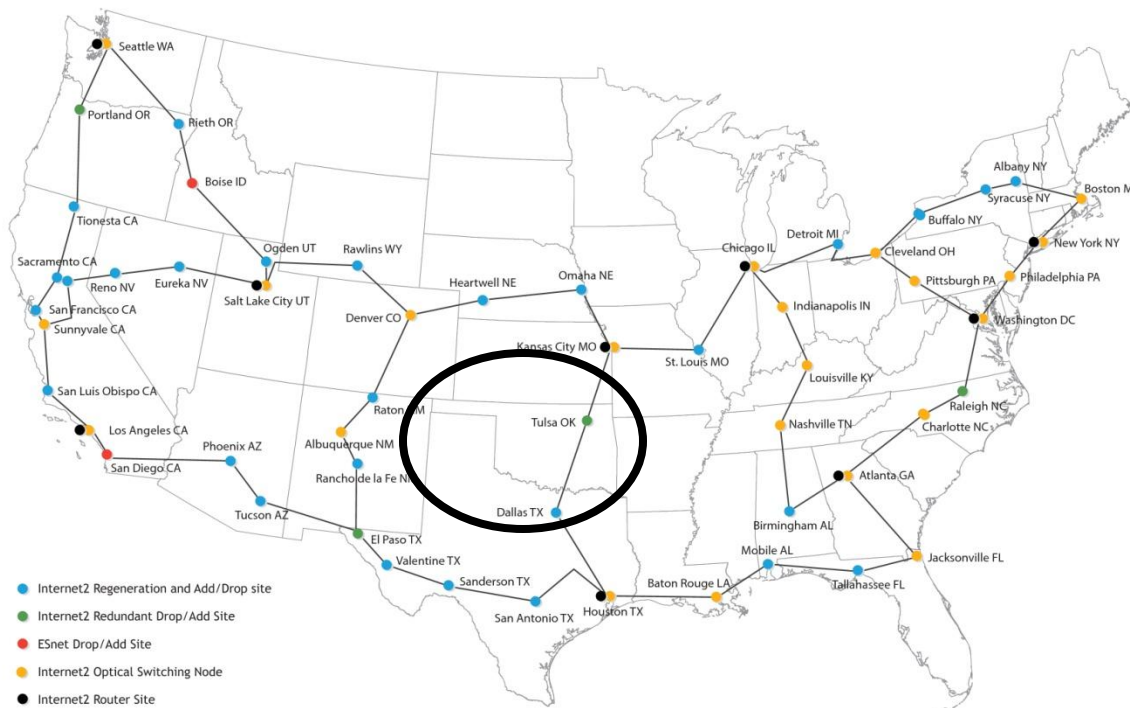 Seattle WA
Portland OR
Rieth OR
Boise ID
Tionesta CA
Ogden UT
Rawlins WY
Sacramento CA
Reno NV
Eureka NV
Salt Lake City UT
San Francisco CA
Sunnyvale CA
Denver CO
Heartwell NE
Omaha NE
Kansas City MO
St. Louis MO
Chicago IL
Detroit MI
Cleveland OH
Buffalo NY
Syracuse NY
Albany NY
Boston M
New York NY
Philadelphia PA
Pittsburgh PA
Washington DC
Indianapolis IN
Louisville KY
Nashville TN
Raleigh NC
Charlotte NC
Atlanta GA
Birmingham AL
San Luis Obispo CA
Los Angeles CA
San Diego CA
Phoenix AZ
Tucson AZ
Raton
Albuquerque NM
Rancho de la Fe N
Tulsa OK
Dallas TX
El Paso TX
Valentine TX
Sanderson TX
San Antonio TX
Houston TX
Baton Rouge LA
Mobile AL
Tallahassee FL
Jacksonville FL
Internet2 Regeneration and Add/Drop site
Internet2 Redundant Drop/Add Site
ESnet Drop/Add Site
Internet2 Optical Switching Node
Internet2 Router Site